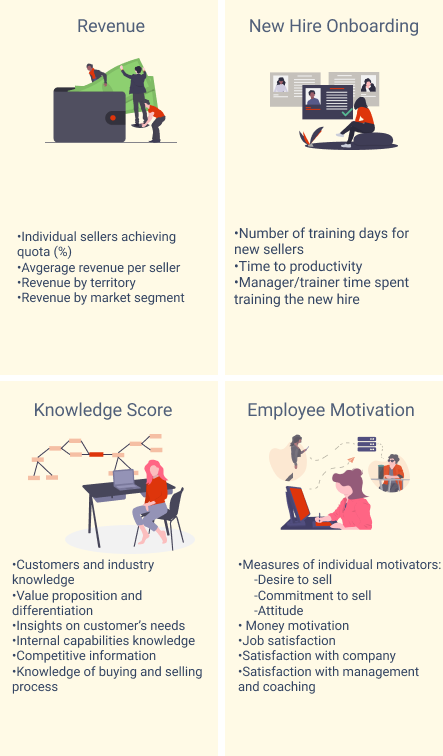 Revenue
•Individual sellers achieving
quota (%)
•Avgerage revenue per seller
•Revenue by territory
•Revenue by market segment
New Hire Onboarding
•Number of training days for
new sellers
•Time to productivity
•Manager/trainer time spent
training the new hire
Knowledge Score
•Customers and industry
knowledge
•Value proposition and
differentiation
•Insights on customer's needs
•Internal capabilities knowledge
•Competitive information
•Knowledge of buying and selling
process
Employee Motivation
•Measures of individual motivators:
-Desire to sell
-Commitment to sell
-Attitude
• Money motivation
•Job satisfaction
•Satisfaction with company
•Satisfaction with management
and coaching